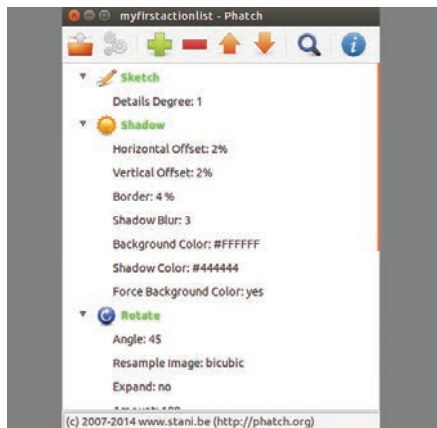 myfirstactionlist - Phatch
Sketch
Details Degree: 1
Shadow
Horizontal Offset: 2%
Vertical Offset: 2%
Border: 4 %
Shadow Blur: 3
Background Color: #FFFFFF
Shadow Color: #444444
Force Background Color: yes
Rotate
Angle: 45
Resample Image: bicubic
Expand: no
(c) 2007-2014 www.stani.be (http://phatch.org)